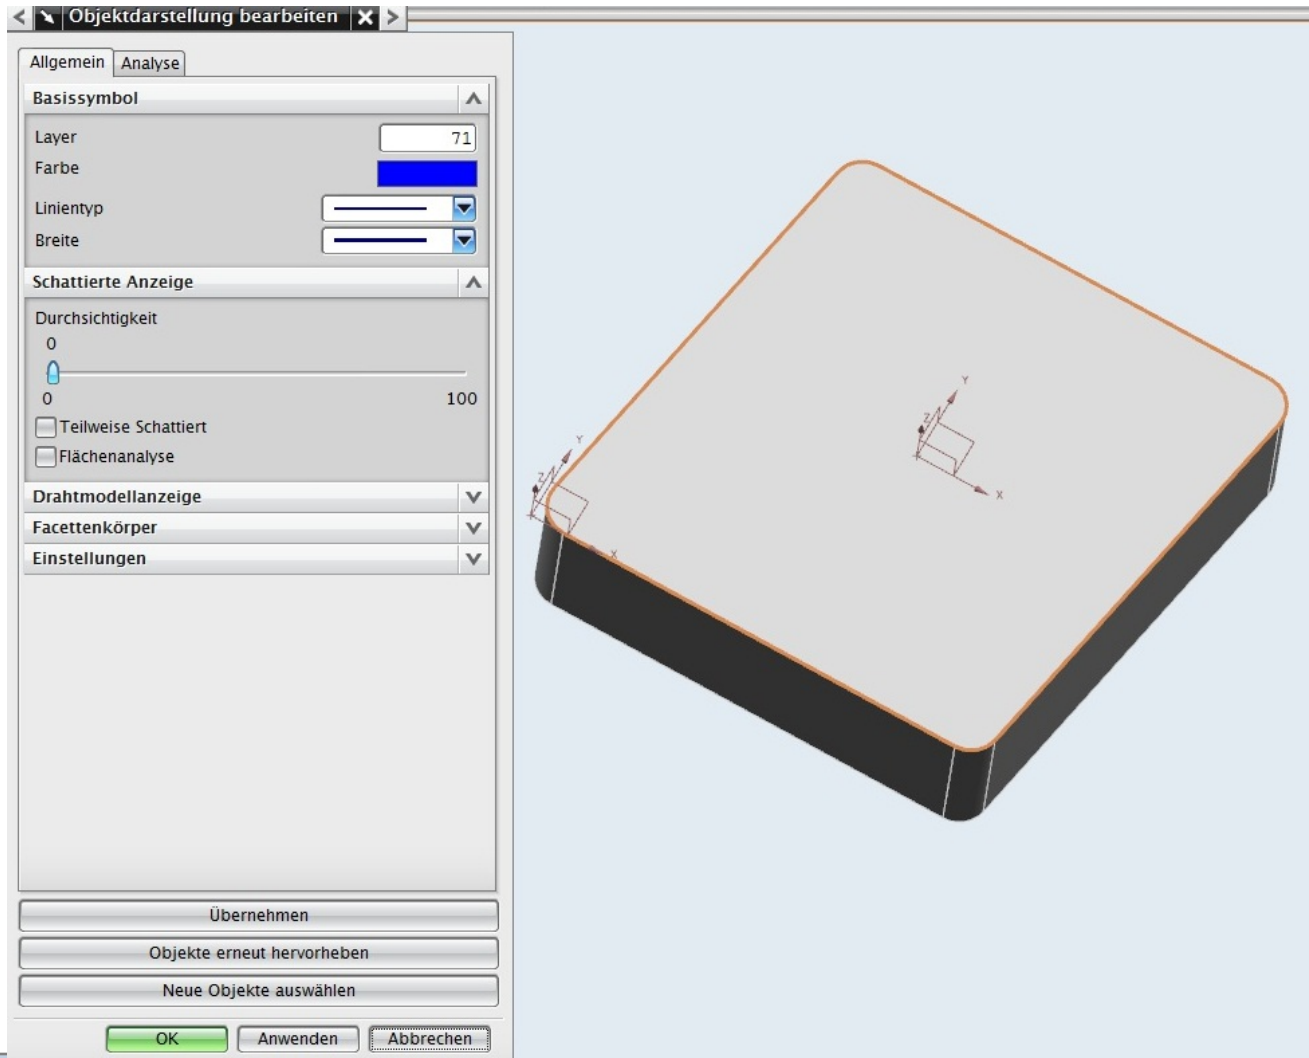 Objektdarstellung bearbeiten
Allgemein Analyse
Basissymbol
Layer 71
Farbe
Linientyp
Breite
Schattierte Anzeige
Durchsichtigkeit
0
0 100
Teilweise Schattiert
Flächenanalyse
Drahtmodellanzeige
Facettenkörper
Einstellungen
Übernehmen
Objekte erneut hervorheben
Neue Objekte auswählen
OK Anwenden Abbrechen
Y
Z
X
Y
Z
X